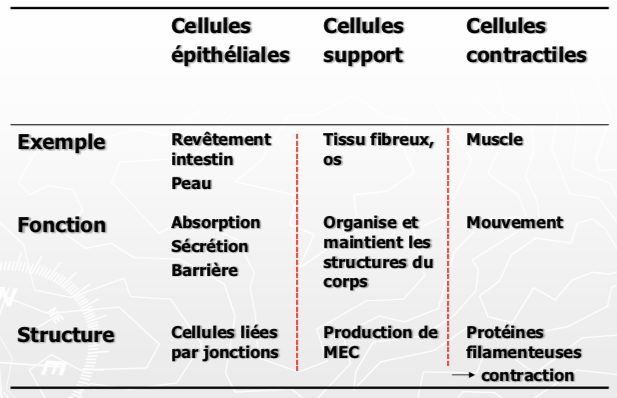 Cellules épithéliales
Cellules support
Cellules contractiles
Exemple
Revêtement
intestin
Peau
Tissu fibreux,
os
Muscle
Fonction
Absorption
Sécrétion
Barrière
Organise et
maintient les
structures du
corps
Mouvement
Structure
Cellules liées
par jonctions
Production de
MEC
Protéines
filamenteuses
→ contraction
N
E